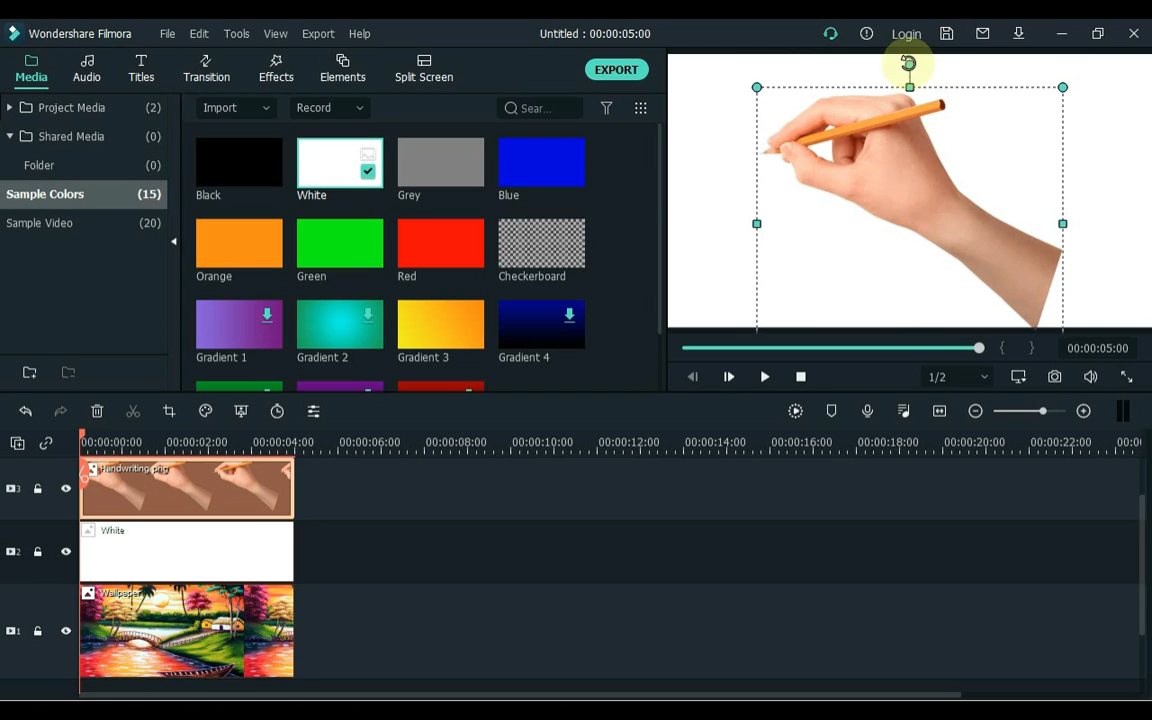 Wondershare Filmora File Edit Tools View Export Help Untitled : 00:00:05:00 Login
Media Audio Titles Transition Effects Elements Split Screen EXPORT
Project Media (2)
Shared Media (0)
Folder (0)
Sample Colors (15)
Sample Video (20)
Import Record Sear...
Black White Grey Blue
Orange Green Red Checkerboard
Gradient 1 Gradient 2 Gradient 3 Gradient 4
00:00:05:00
1/2
00:00:00:00 00:00:02:00 00:00:04:00 00:00:06:00 00:00:08:00 00:00:10:00 00:00:12:00 00:00:14:00 00:00:16:00 00:00:18:00 00:00:20:00 00:00:22:00 00:00
3 Handwriting.png
2 White
1 Wallpaper